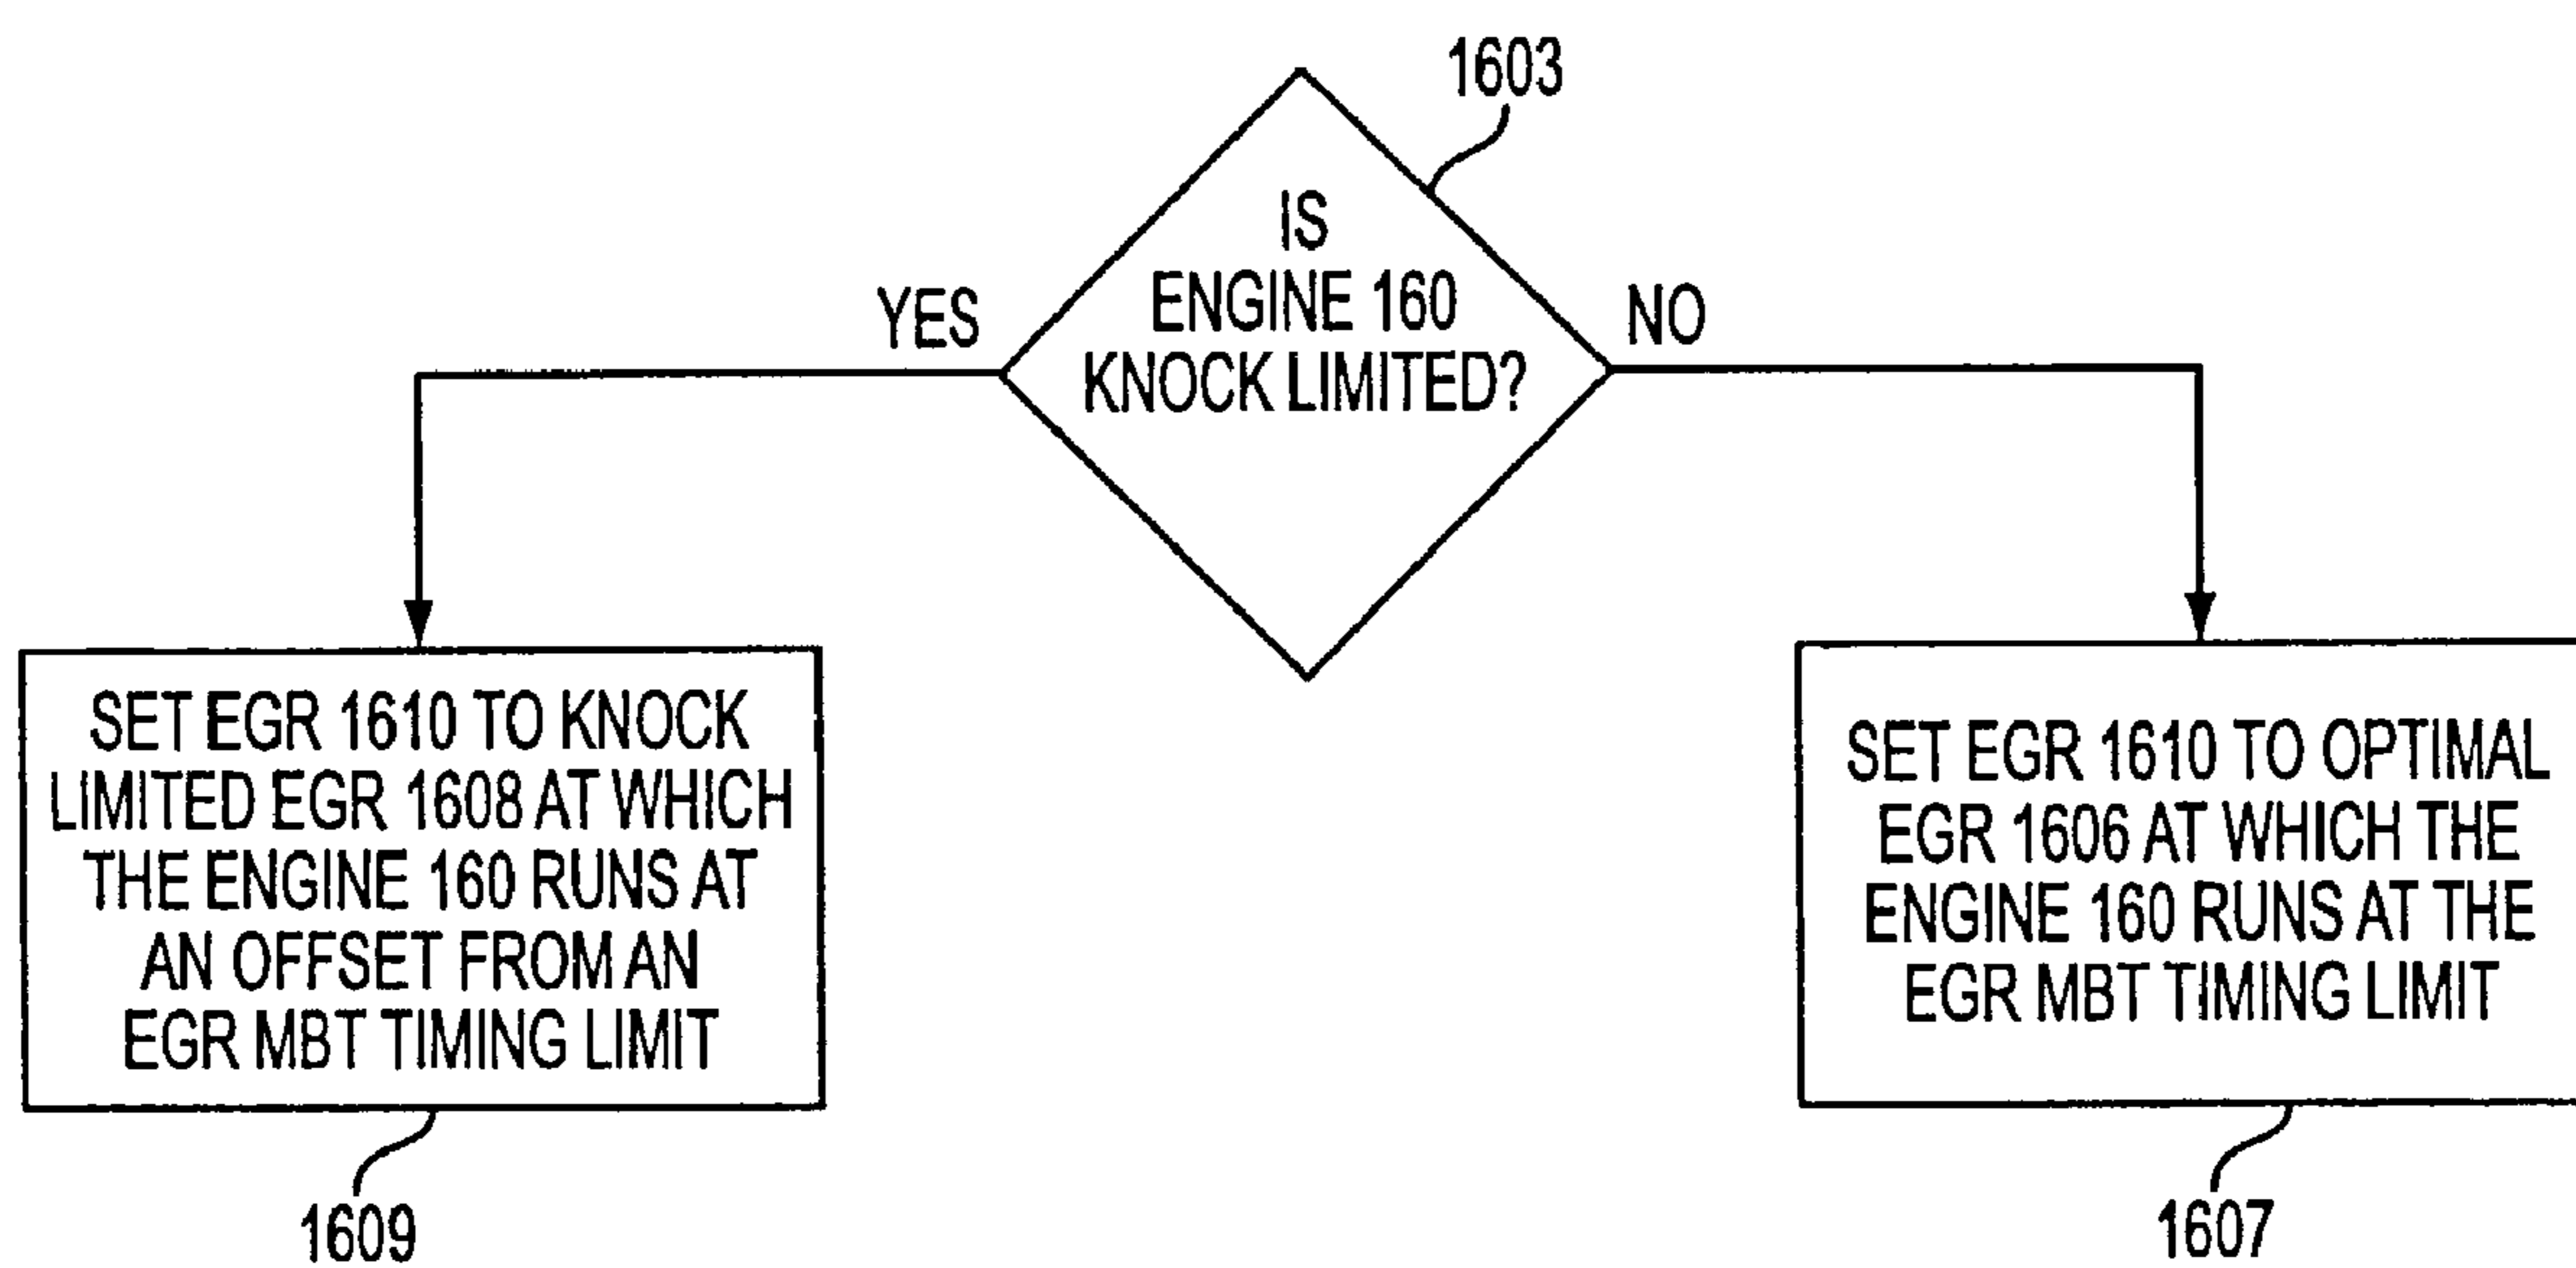 1603
IS
ENGINE 160
KNOCK LIMITED?
YES
NO
SET EGR 1610 TO KNOCK
LIMITED EGR 1608 AT WHICH
THE ENGINE 160 RUNS AT
AN OFFSET FROM AN
EGR MBT TIMING LIMIT
1609
SET EGR 1610 TO OPTIMAL
EGR 1606 AT WHICH THE
ENGINE 160 RUNS AT THE
EGR MBT TIMING LIMIT
1607